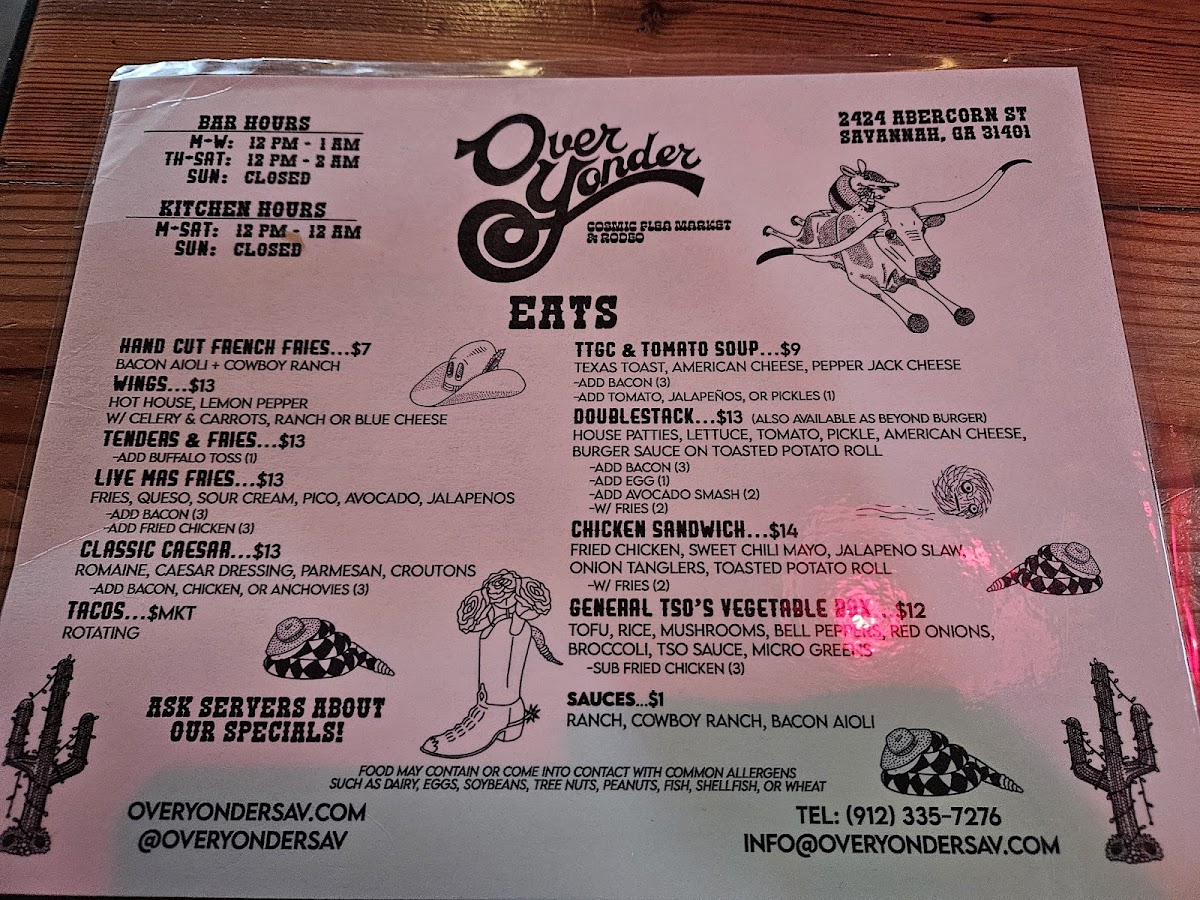 BAR HOURS
M-W: 12 PM - 1 AM
TH-SAT: 12 PM - 2 AM
SUN: CLOSED
KITCHEN HOURS
M-SAT: 12 PM - 12 AM
SUN: CLOSED
Over
Yonder
COSMIC FLEA MARKET
& RODEO
2424 ABERCORN ST
SAVANNAH, GA 31401
EATS
HAND CUT FRENCH FRIES...$7
BACON AIOLI + COWBOY RANCH
WINGS...$13
HOT HOUSE, LEMON PEPPER
W/ CELERY & CARROTS, RANCH OR BLUE CHEESE
TENDERS & FRIES...$13
-ADD BUFFALO TOSS (1)
LIVE MAS FRIES...$13
FRIES, QUESO, SOUR CREAM, PICO, AVOCADO, JALAPENOS
-ADD BACON (3)
-ADD FRIED CHICKEN (3)
CLASSIC CAESAR...$13
ROMAINE, CAESAR DRESSING, PARMESAN, CROUTONS
-ADD BACON, CHICKEN, OR ANCHOVIES (3)
TACOS...$MKT
ROTATING
ASK SERVERS ABOUT
OUR SPECIALS!
TTGC & TOMATO SOUP...$9
TEXAS TOAST, AMERICAN CHEESE, PEPPER JACK CHEESE
-ADD BACON (3)
-ADD TOMATO, JALAPEÑOS, OR PICKLES (1)
DOUBLESTACK...$13 (ALSO AVAILABLE AS BEYOND BURGER)
HOUSE PATTIES, LETTUCE, TOMATO, PICKLE, AMERICAN CHEESE,
BURGER SAUCE ON TOASTED POTATO ROLL
-ADD BACON (3)
-ADD EGG (1)
-ADD AVOCADO SMASH (2)
-W/ FRIES (2)
CHICKEN SANDWICH...$14
FRIED CHICKEN, SWEET CHILI MAYO, JALAPENO SLAW,
ONION TANGLERS, TOASTED POTATO ROLL
-W/ FRIES (2)
GENERAL TSO'S VEGETABLE BOX...$12
TOFU, RICE, MUSHROOMS, BELL PEPPERS, RED ONIONS,
BROCCOLI, TSO SAUCE, MICRO GREENS
-SUB FRIED CHICKEN (3)
SAUCES...$1
RANCH, COWBOY RANCH, BACON AIOLI
FOOD MAY CONTAIN OR COME INTO CONTACT WITH COMMON ALLERGENS
SUCH AS DAIRY, EGGS, SOYBEANS, TREE NUTS, PEANUTS, FISH, SHELLFISH, OR WHEAT
OVERYONDERSAV.COM
@OVERYONDERSAV
TEL: (912) 335-7276
INFO@OVERYONDERSAV.COM